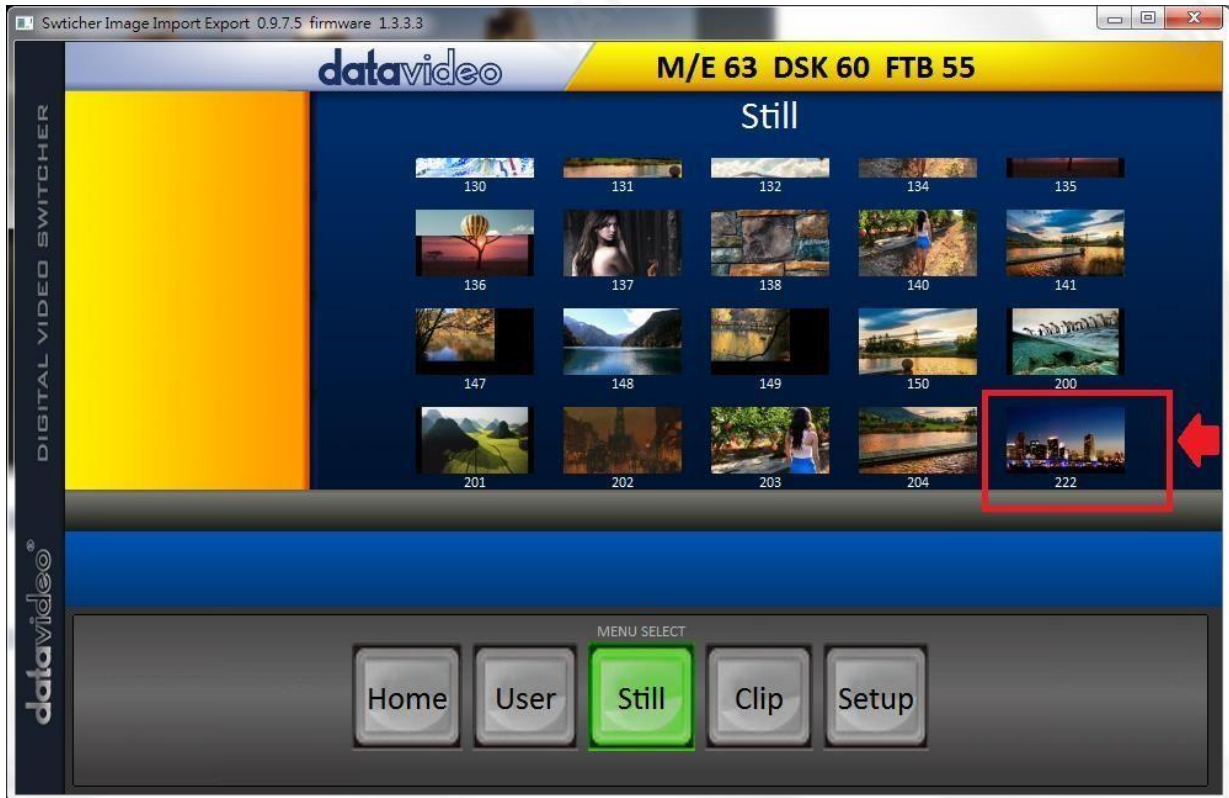 Swticher Image Import Export 0.9.7.5 firmware 1.3.3.3
datavideo
M/E 63 DSK 60 FTB 55
DIGITAL VIDEO SWITCHER
datavideo®
Still
130 131 132 134 135
136 137 138 140 141
147 148 149 150 200
201 202 203 204 222
MENU SELECT
Home User Still Clip Setup